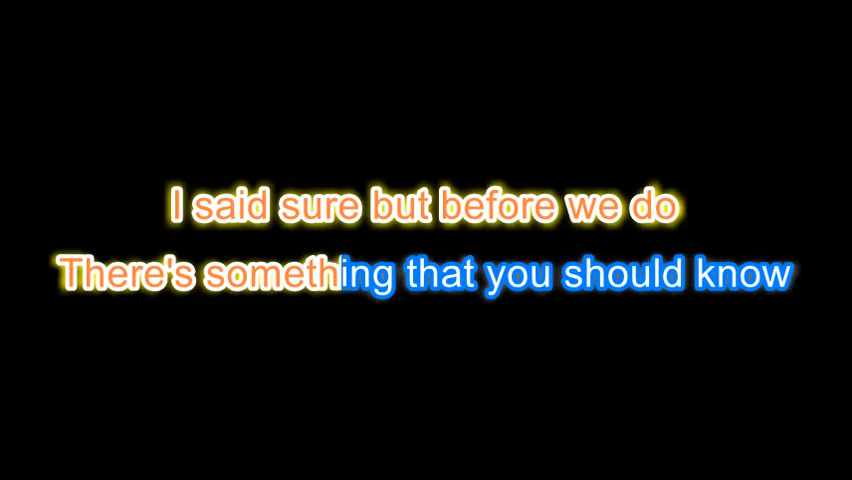 I said sure but before we do
There's something that you should know